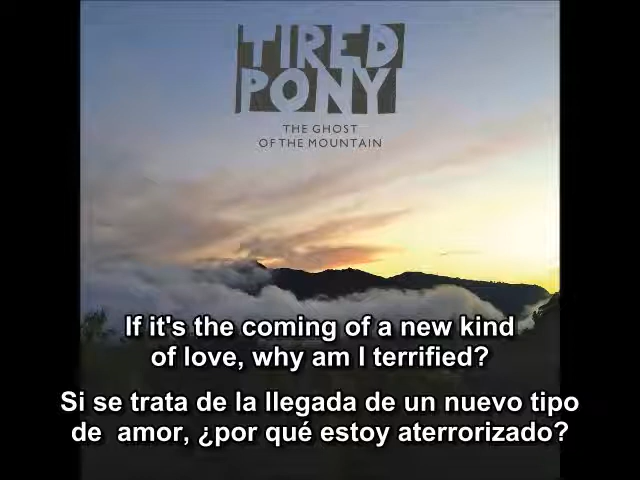 TIRED
PONY
THE GHOST
OF THE MOUNTAIN
If it's the coming of a new kind
of love, why am I terrified?
Si se trata de la llegada de un nuevo tipo
de  amor, ¿por qué estoy aterrorizado?